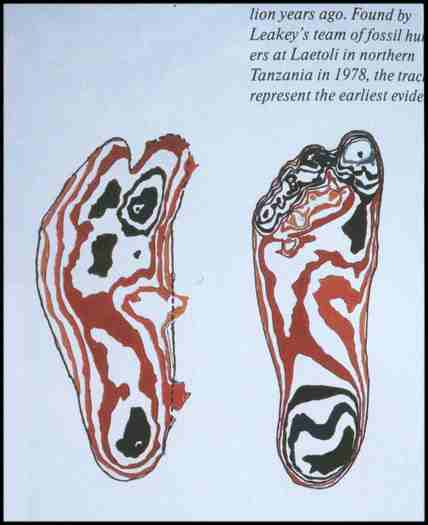 lion years ago. Found by
Leakey's team of fossil hu
ers at Laetoli in northern
Tanzania in 1978, the trac
represent the earliest evide